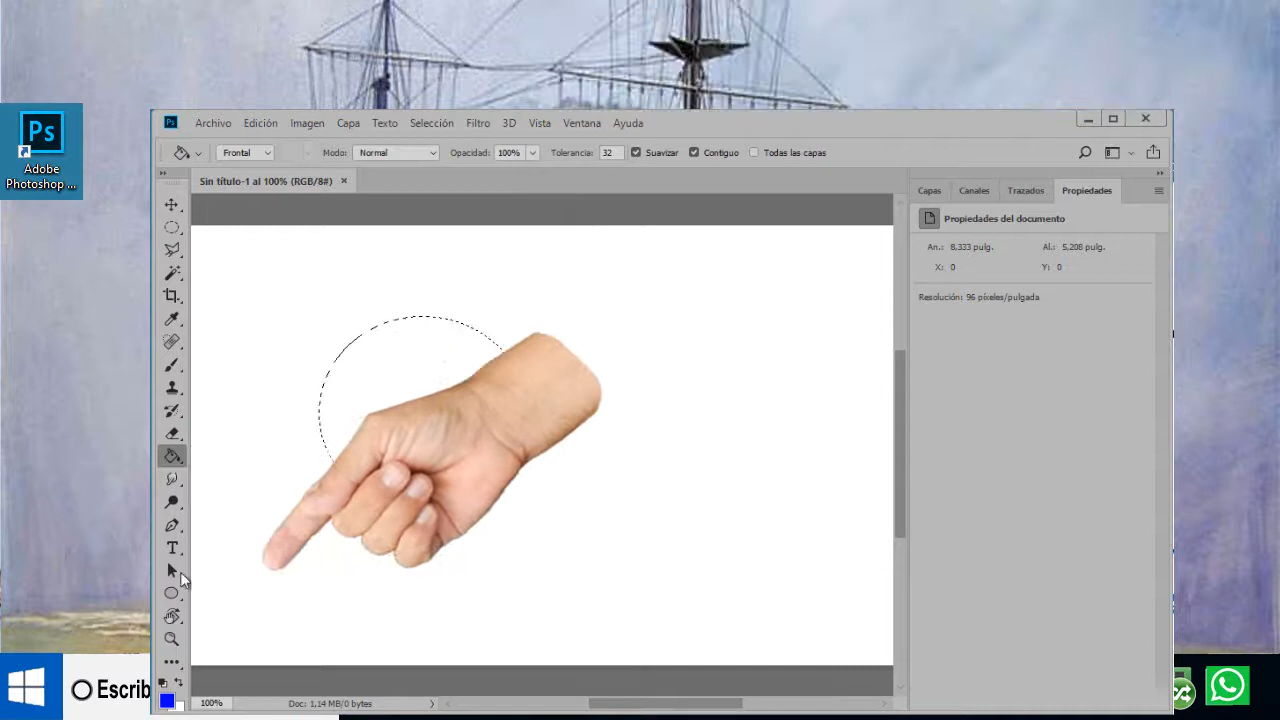 Ps
Adobe
Photoshop ...
Ps Archivo Edición Imagen Capa Texto Selección Filtro 3D Vista Ventana Ayuda
Frontal Modo: Normal Opacidad: 100% Tolerancia: 32 Suavizar Contiguo Todas las capas
Sin título-1 al 100% (RGB/8#)
Capas Canales Trazados Propiedades
Propiedades del documento
An.: 8,333 pulg. Al.: 5,208 pulg.
X: 0 Y: 0
Resolución: 96 píxeles/pulgada
T
100% Doc: 1,14 MB/0 bytes
Escrib